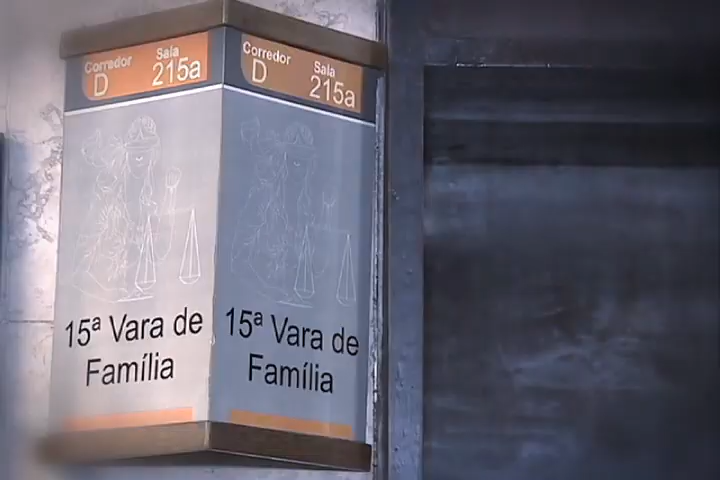 Corredor
D
Sala
215a
15ª Vara de
Família
Corredor
D
Sala
215a
15ª Vara de
Família